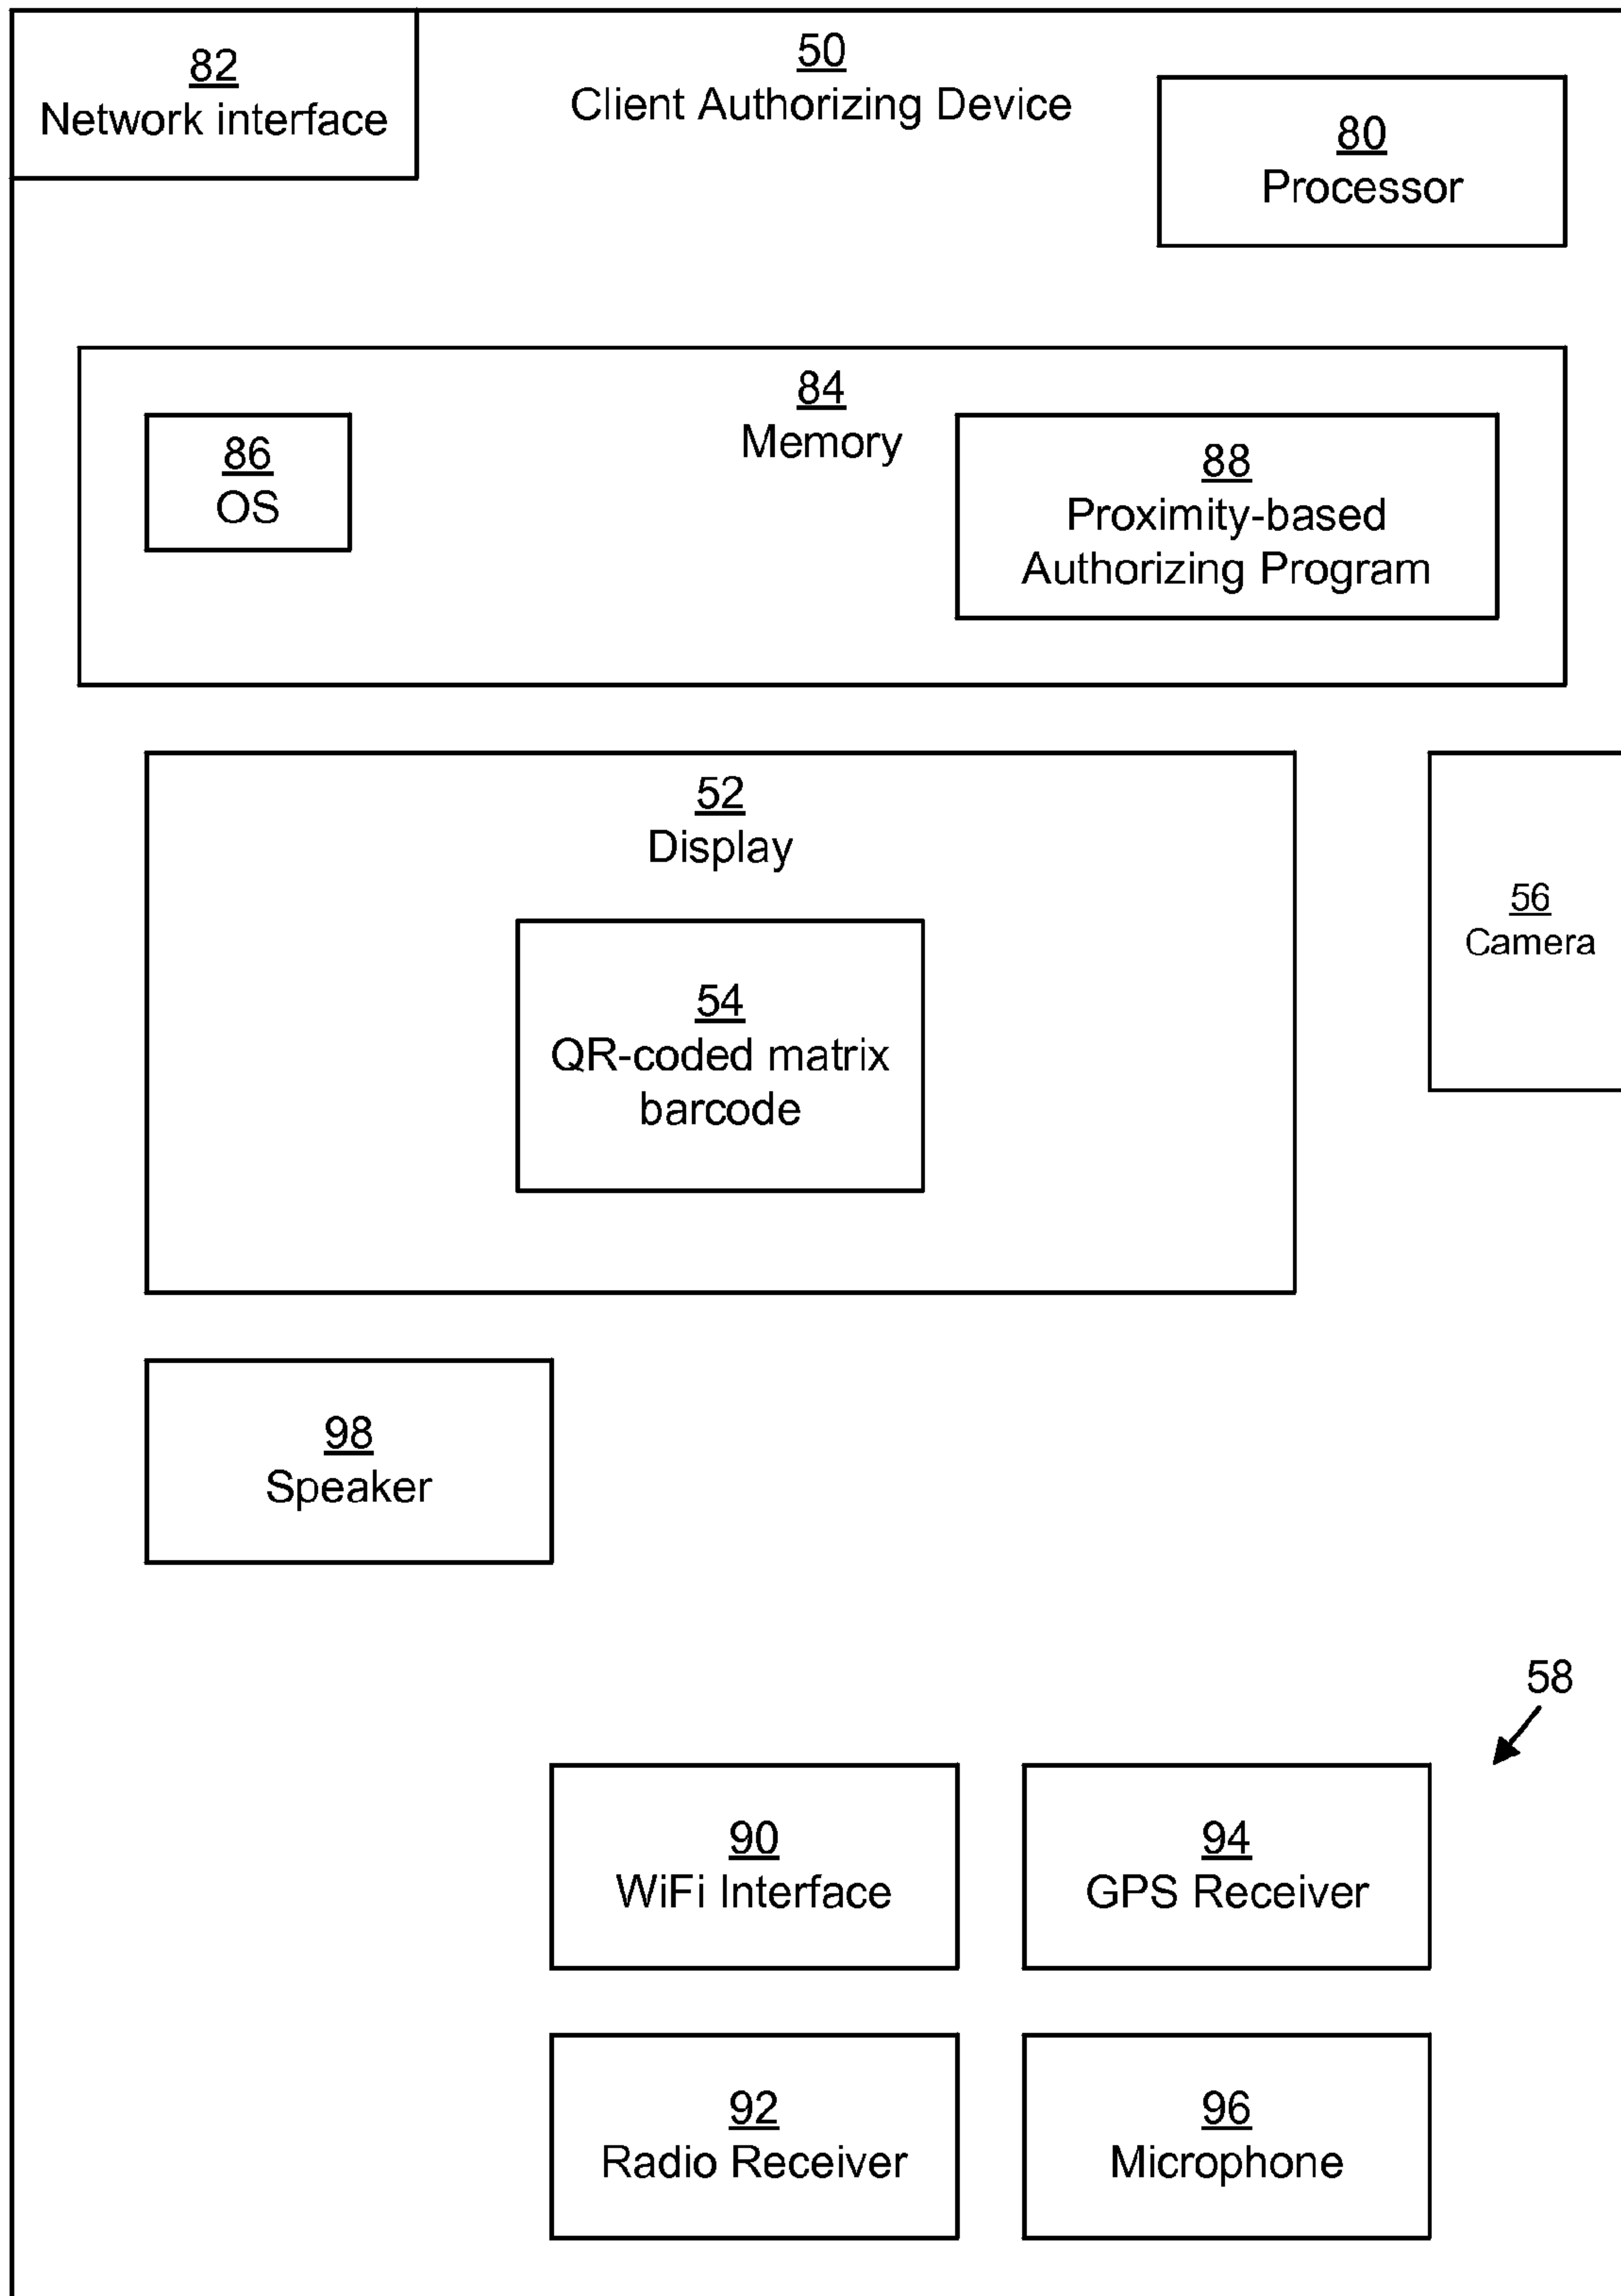 82
Network interface
50
Client Authorizing Device
80
Processor
84
Memory
86
OS
88
Proximity-based
Authorizing Program
52
Display
56
Camera
54
QR-coded matrix
barcode
98
Speaker
58
90
WiFi Interface
94
GPS Receiver
92
Radio Receiver
96
Microphone